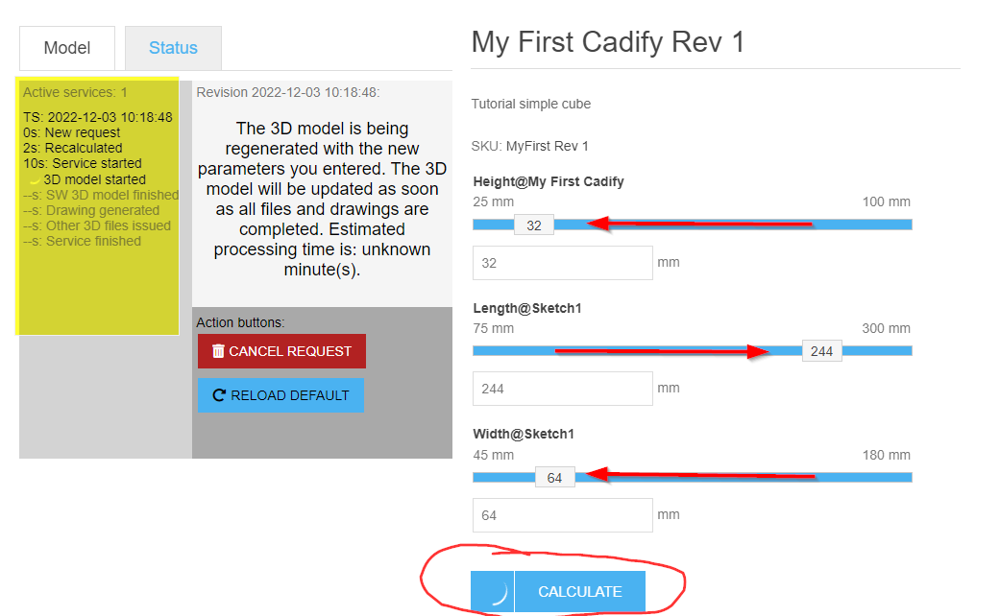 Model
Status
Active services: 1
TS: 2022-12-03 10:18:48
0s: New request
2s: Recalculated
10s: Service started
3D model started
--s: SW 3D model finished
--s: Drawing generated
--s: Other 3D files issued
--s: Service finished
Revision 2022-12-03 10:18:48:
The 3D model is being
regenerated with the new
parameters you entered. The 3D
model will be updated as soon
as all files and drawings are
completed. Estimated
processing time is: unknown
minute(s).
Action buttons:
CANCEL REQUEST
RELOAD DEFAULT
My First Cadify Rev 1
Tutorial simple cube
SKU: MyFirst Rev 1
Height@My First Cadify
25 mm 100 mm
32
32 mm
Length@Sketch1
75 mm 300 mm
244
244 mm
Width@Sketch1
45 mm 180 mm
64
64 mm
CALCULATE